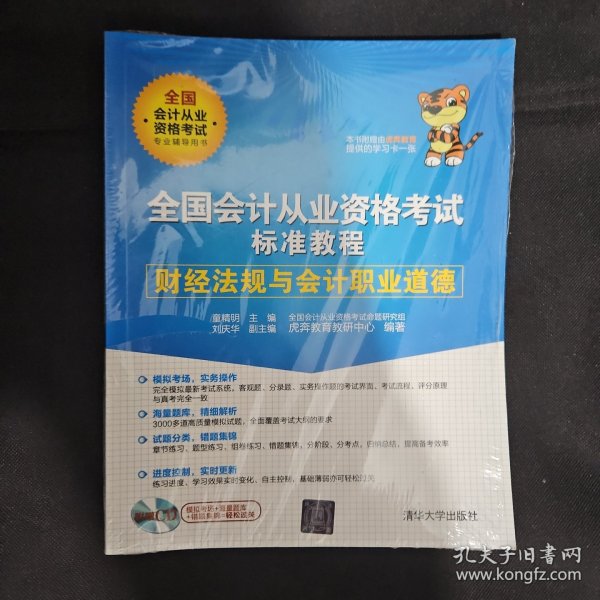 全国
会计从业
资格考试
专业辅导用书
本书附赠由虎奔教育
提供的学习卡一张
全国会计从业资格考试
标准教程
财经法规与会计职业道德
童精明 主 编 全国会计从业资格考试命题研究组
刘庆华 副主编 虎奔教育教研中心 编著
模拟考场，实务操作
完全模拟最新考试系统，客观题、分录题、实务操作题的考试界面、考试流程、评分原理
与真考完全一致
海量题库，精细解析
3000多道高质量模拟试题，全面覆盖考试大纲的要求
试题分类，错题集锦
章节练习、题型练习、组卷练习、错题集锦，分阶段、分考点，归纳总结，提高备考效率
进度控制，实时更新
练习进度、学习效果实时变化、自主控制，基础薄弱亦可轻松过关
模拟考场+海量题库
+错题集锦=轻松过关
清华大学出版社
孔夫子旧书网
www.kongfz.com